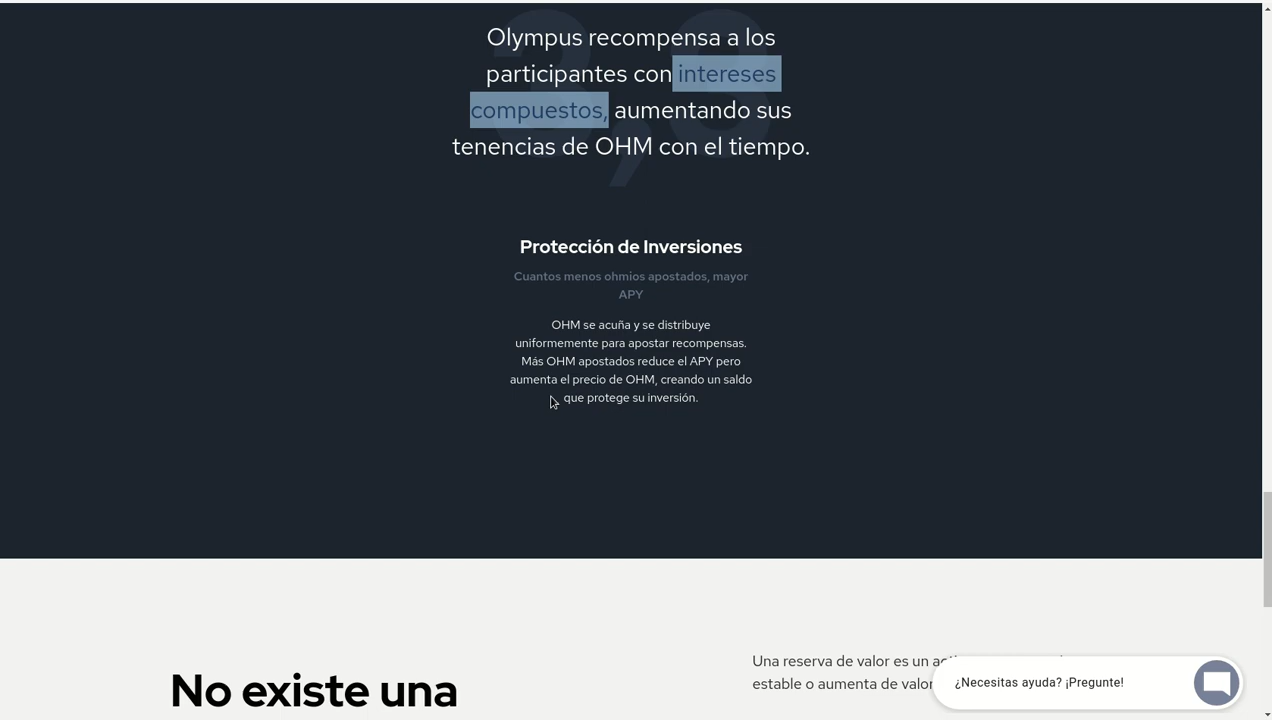 3,3
Olympus recompensa a los
participantes con intereses
compuestos, aumentando sus
tenencias de OHM con el tiempo.
Protección de Inversiones
Cuantos menos ohmios apostados, mayor
APY
OHM se acuña y se distribuye
uniformemente para apostar recompensas.
Más OHM apostados reduce el APY pero
aumenta el precio de OHM, creando un saldo
que protege su inversión.
No existe una
Una reserva de valor es un
estable o aumenta de valor
¿Necesitas ayuda? ¡Pregunte!